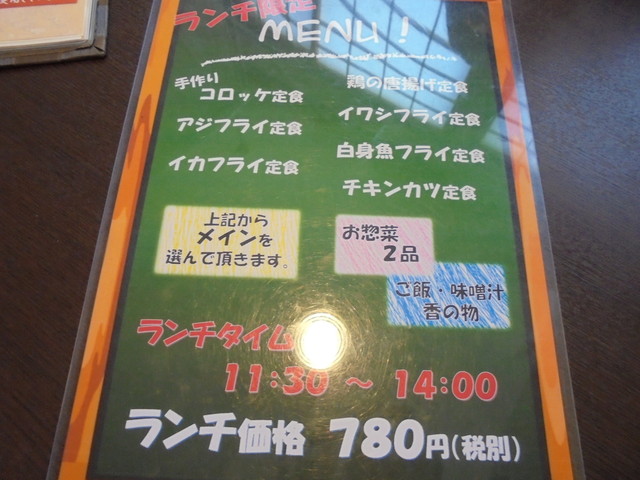 ランチ限定
MENU!
手作り
コロッケ定食
アジフライ定食
イカフライ定食
鶏の唐揚げ定食
イワシフライ定食
白身魚フライ定食
チキンカツ定食
上記から
メインを
選んで頂きます。
お惣菜
2品
ご飯・味噌汁
香の物
ランチタイム
11:30 ～ 14:00
ランチ価格 780円(税別)